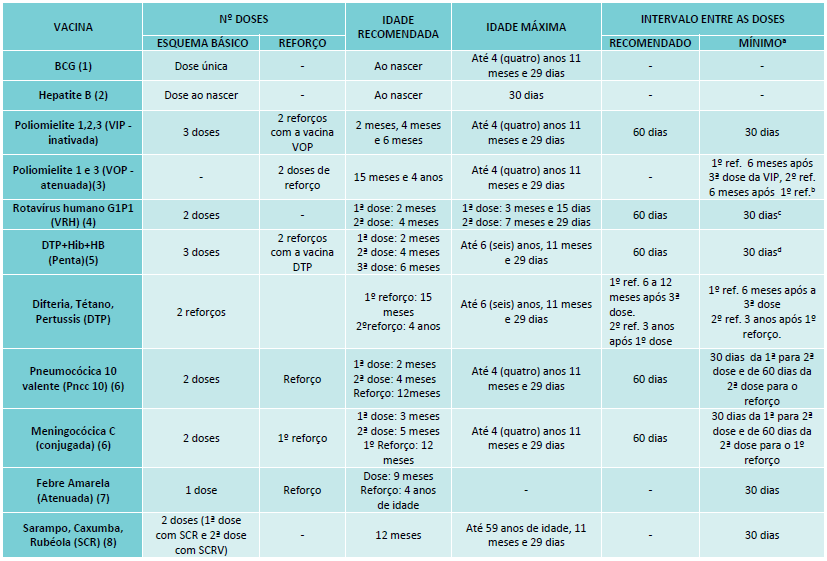 VACINA
Nº DOSES
IDADE
RECOMENDADA
IDADE MÁXIMA
INTERVALO ENTRE AS DOSES
ESQUEMA BÁSICO
REFORÇO
RECOMENDADO
MÍNIMOª
BCG (1)
Dose única
-
Ao nascer
Até 4 (quatro) anos 11
meses e 29 dias
-
-
Hepatite B (2)
Dose ao nascer
-
Ao nascer
30 dias
-
-
Poliomielite 1,2,3 (VIP -
inativada)
3 doses
2 reforços
com a vacina
VOP
2 meses, 4 meses
e 6 meses
Até 4 (quatro) anos 11
meses e 29 dias
60 dias
30 dias
Poliomielite 1 e 3 (VOP -
atenuada)(3)
-
2 doses de
reforço
15 meses e 4 anos
Até 4 (quatro) anos 11
meses e 29 dias
-
1º ref. 6 meses após
3ª dose da VIP, 2º ref.
6 meses após 1º ref.ᵇ
Rotavírus humano G1P1
(VRH) (4)
2 doses
-
1ª dose: 2 meses
2ª dose: 4 meses
1ª dose: 3 meses e 15 dias
2ª dose: 7 meses e 29 dias
60 dias
30 diasᶜ
DTP+Hib+HB
(Penta)(5)
3 doses
2 reforços
com a vacina
DTP
1ª dose: 2 meses
2ª dose: 4 meses
3ª dose: 6 meses
Até 6 (seis) anos, 11 meses
e 29 dias
60 dias
30 diasᵈ
Difteria, Tétano,
Pertussis (DTP)
2 reforços
1º reforço: 15
meses
2ºreforço: 4 anos
Até 6 (seis) anos, 11 meses
e 29 dias
1º ref. 6 a 12
meses após 3ª
dose.
2º ref. 3 anos
após 1º dose
1º ref. 6 meses após a
3ª dose
2º ref. 3 anos após 1º
reforço.
Pneumocócica 10
valente (Pncc 10) (6)
2 doses
Reforço
1ª dose: 2 meses
2ª dose: 4 meses
Reforço: 12meses
Até 4 (quatro) anos 11
meses e 29 dias
60 dias
30 dias da 1ª para 2ª
dose e de 60 dias da
2ª dose para o
reforço
Meningocócica C
(conjugada) (6)
2 doses
1º reforço
1ª dose: 3 meses
2ª dose: 5 meses
1º Reforço: 12
meses
Até 4 (quatro) anos 11
meses e 29 dias
60 dias
30 dias da 1ª para 2ª
dose e de 60 dias da
2ª dose para o 1º
reforço
Febre Amarela
(Atenuada) (7)
1 dose
Reforço
Dose: 9 meses
Reforço: 4 anos
de idade
-
-
30 dias
Sarampo, Caxumba,
Rubéola (SCR) (8)
2 doses (1ª dose
com SCR e 2ª dose
com SCRV)
-
12 meses
Até 59 anos de idade, 11
meses e 29 dias
-
30 dias